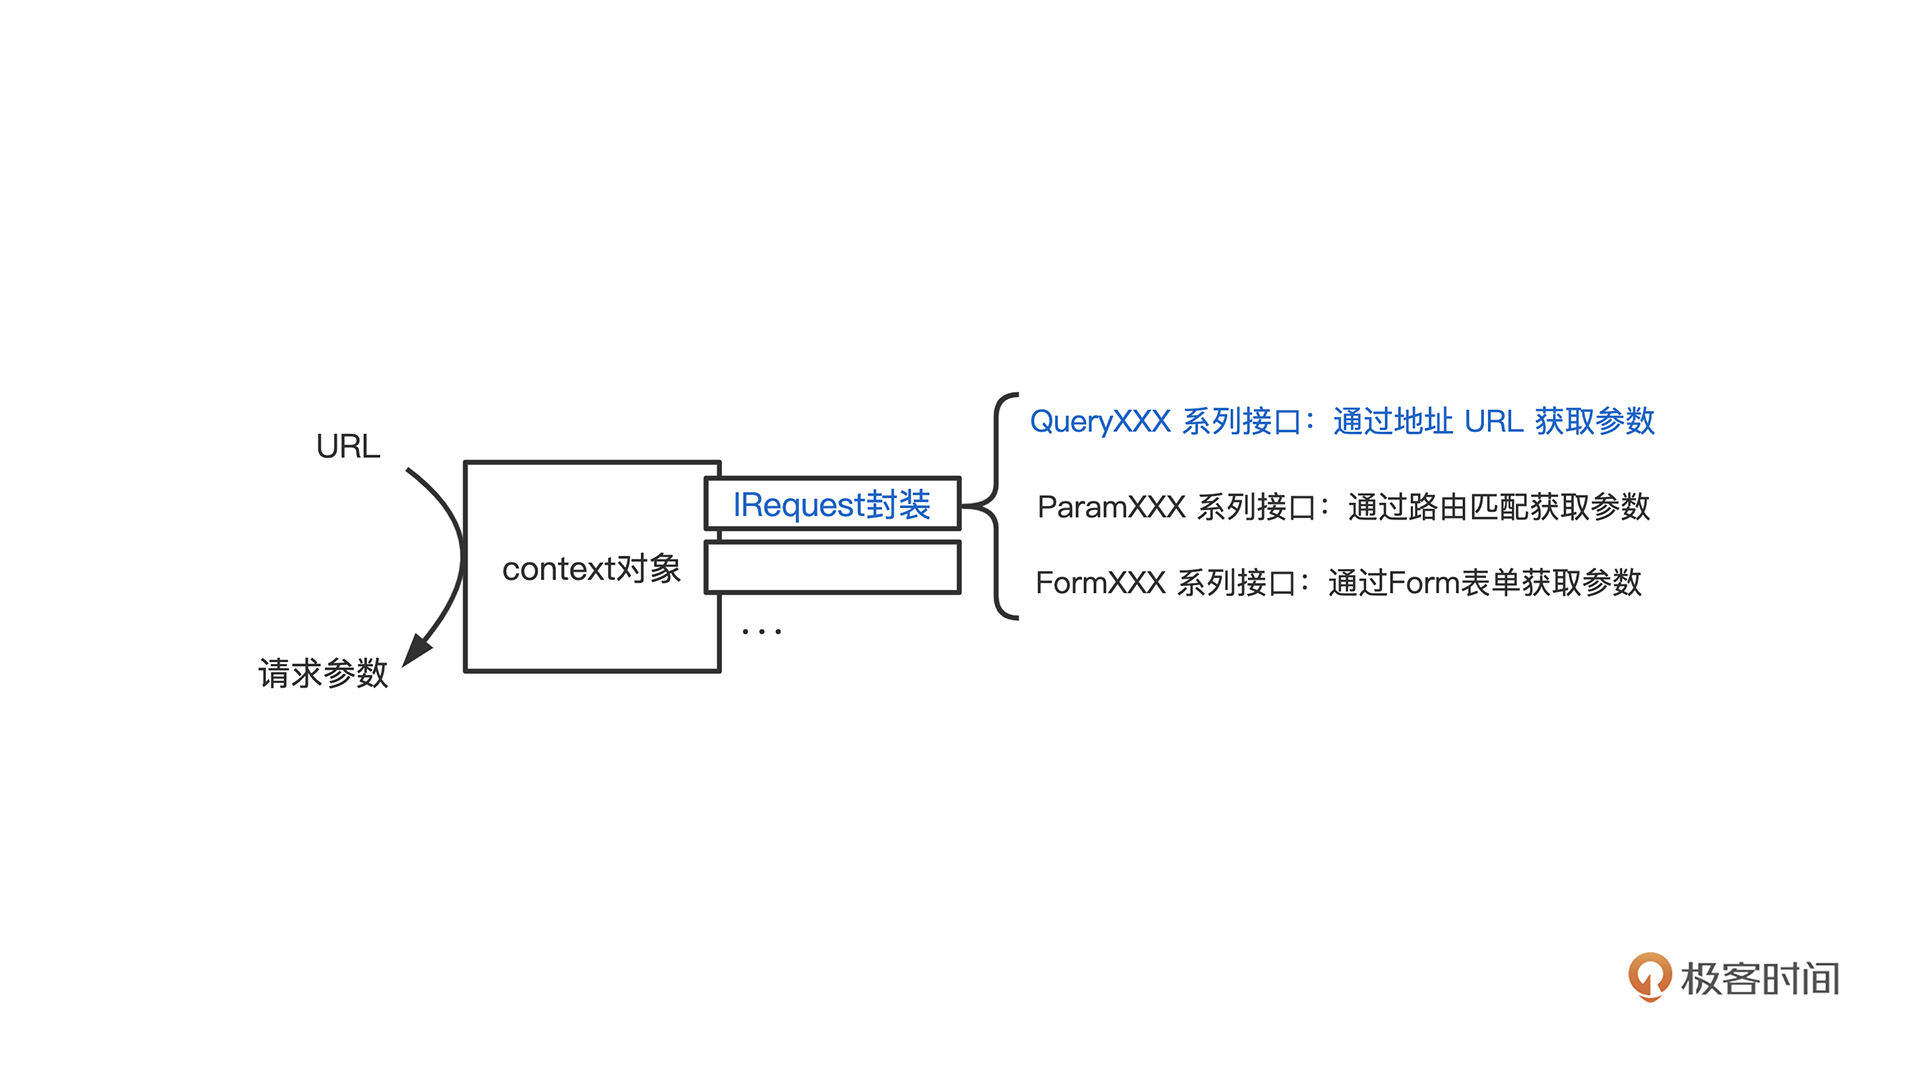 URL
请求参数
context对象
IRequest封装
...
QueryXXX 系列接口：通过地址 URL 获取参数
ParamXXX 系列接口：通过路由匹配获取参数
FormXXX 系列接口：通过Form表单获取参数
极客时间